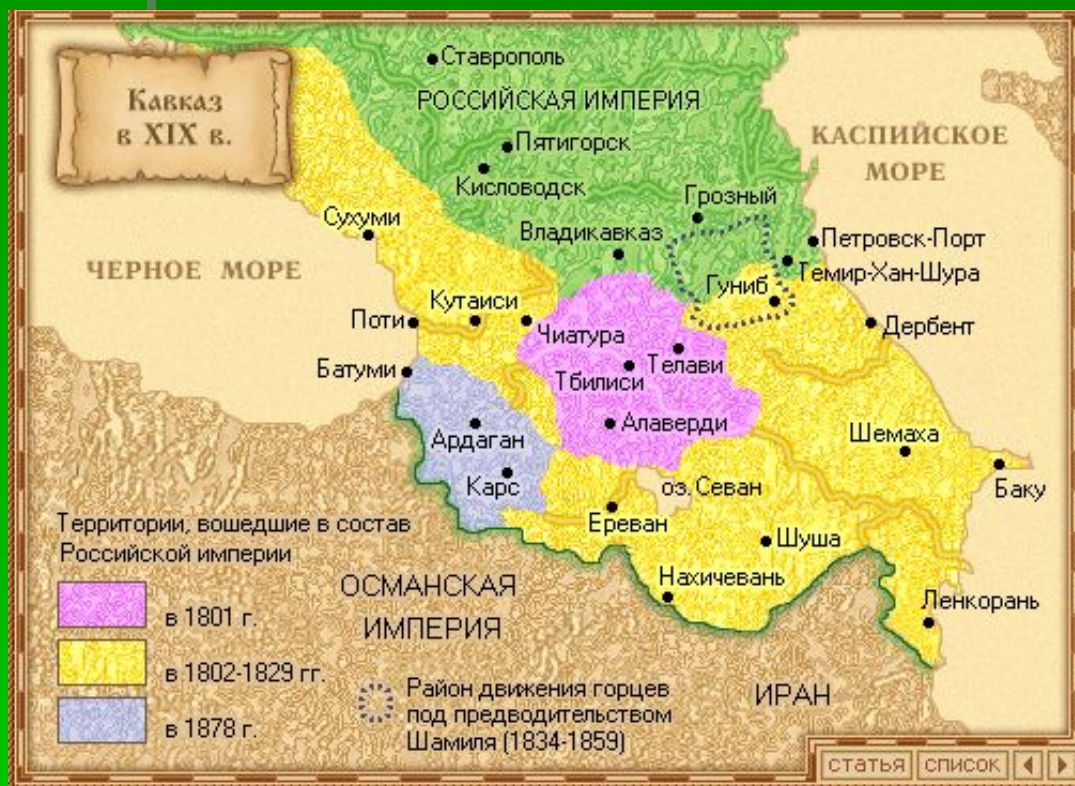 Кавказ
в XIX в.
Ставрополь
РОССИЙСКАЯ ИМПЕРИЯ
Пятигорск
Кисловодск
КАСПИЙСКОЕ
МОРЕ
Грозный
Сухуми
Владикавказ
Петровск-Порт
Темир-Хан-Шура
ЧЕРНОЕ МОРЕ
Гуниб
Кутаиси
Поти
Чиатура
Дербент
Телави
Батуми
Тбилиси
Алаверди
Ардаган
Шемаха
Карс
оз. Севан
Баку
Ереван
Шуша
Нахичевань
Ленкорань
Территории, вошедшие в состав
Российской империи
в 1801 г.
в 1802-1829 гг.
в 1878 г.
ОСМАНСКАЯ
ИМПЕРИЯ
ИРАН
Район движения горцев
под предводительством
Шамиля (1834-1859)
статья
список